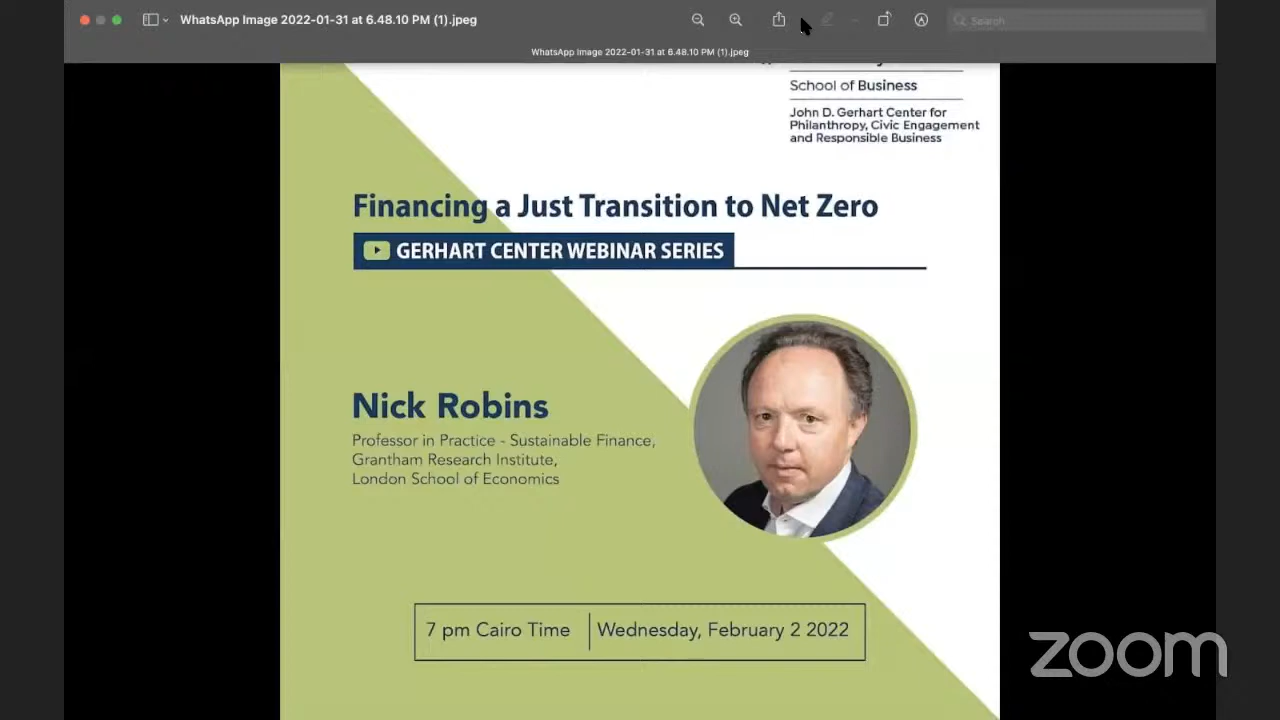 WhatsApp Image 2022-01-31 at 6.48.10 PM (1).jpeg
Search
WhatsApp Image 2022-01-31 at 6.48.10 PM (1).jpeg
School of Business
John D. Gerhart Center for
Philanthropy, Civic Engagement
and Responsible Business
Financing a Just Transition to Net Zero
GERHART CENTER WEBINAR SERIES
Nick Robins
Professor in Practice - Sustainable Finance,
Grantham Research Institute,
London School of Economics
7 pm Cairo Time Wednesday, February 2 2022
zoom